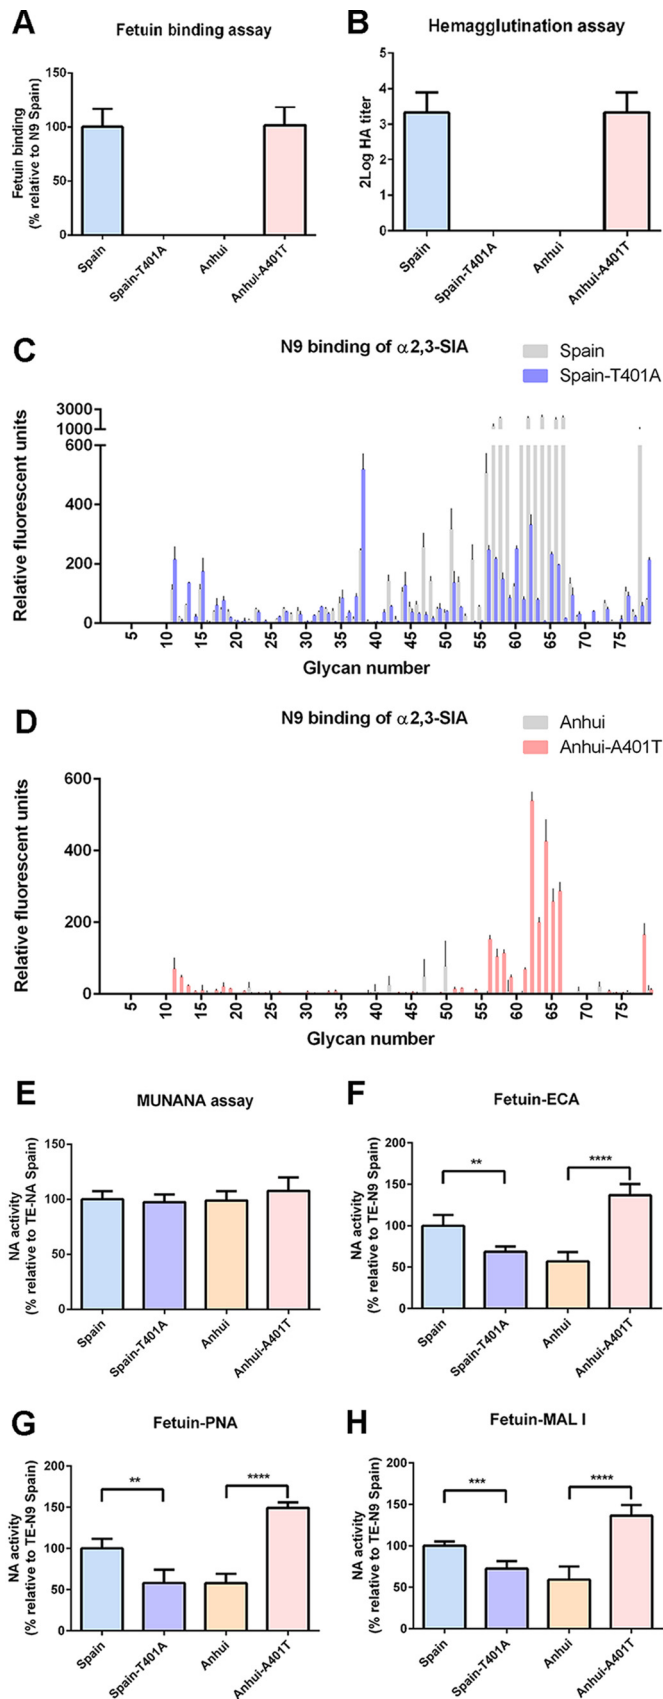 A
Fetuin binding assay
Fetuin binding
(% relative to N9 Spain)
150
100
50
0
Spain
Spain-T401A
Anhui
Anhui-A401T
B
Hemagglutination assay
2Log HA titer
5
4
3
2
1
0
Spain
Spain-T401A
Anhui
Anhui-A401T
C
N9 binding of α2,3-SIA
Spain
Spain-T401A
Relative fluorescent units
3000
1000
600
400
200
0
5 10 15 20 25 30 35 40 45 50 55 60 65 70 75
Glycan number
D
N9 binding of α2,3-SIA
Anhui
Anhui-A401T
Relative fluorescent units
600
400
200
0
5 10 15 20 25 30 35 40 45 50 55 60 65 70 75
Glycan number
E
MUNANA assay
NA activity
(% relative to TE-NA Spain)
150
100
50
0
Spain
Spain-T401A
Anhui
Anhui-A401T
F
Fetuin-ECA
NA activity
(% relative to TE-N9 Spain)
200
150
100
50
0
**
****
Spain
Spain-T401A
Anhui
Anhui-A401T
G
Fetuin-PNA
NA activity
(% relative to TE-N9 Spain)
200
150
100
50
0
**
****
Spain
Spain-T401A
Anhui
Anhui-A401T
H
Fetuin-MAL I
NA activity
(% relative to TE-N9 Spain)
200
150
100
50
0
***
****
Spain
Spain-T401A
Anhui
Anhui-A401T